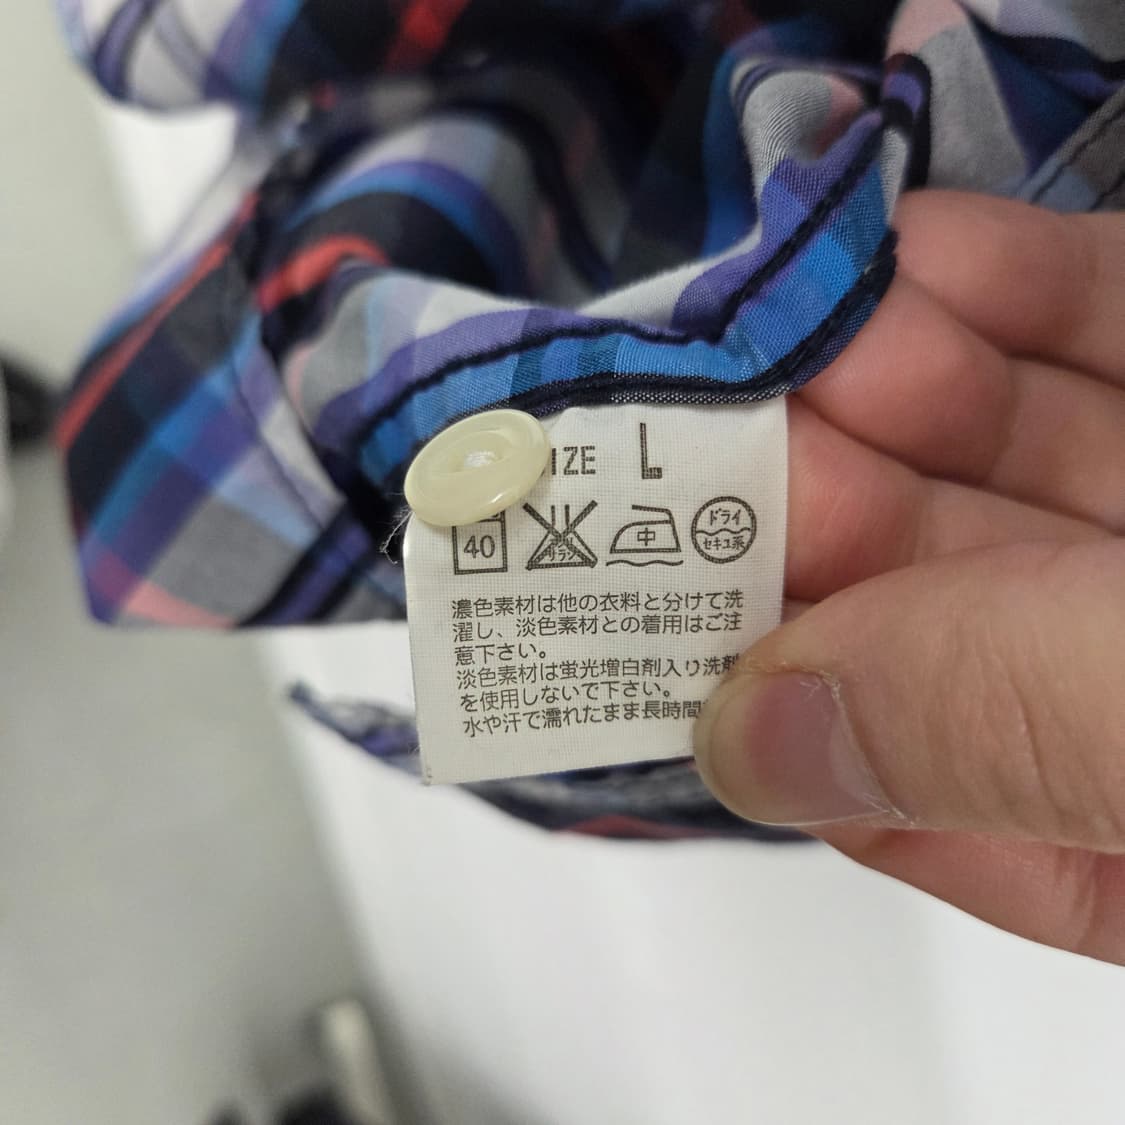 IZE L
40 サラシ 中 ドライ セキユ系
濃色素材は他の衣料と分けて洗
濯し、淡色素材との着用はご注
意下さい。
淡色素材は蛍光増白剤入り洗剤
を使用しないで下さい。
水や汗で濡れたまま長時間